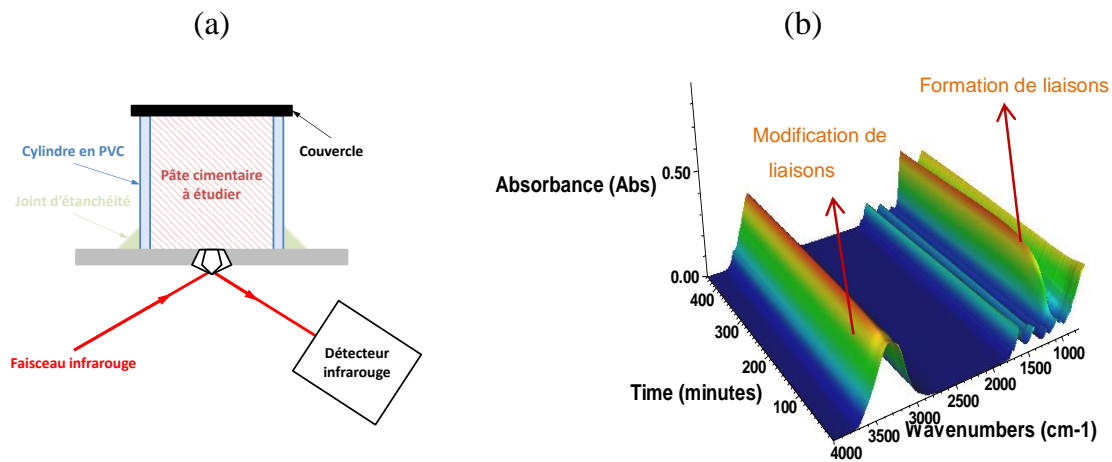 (a)
Cylindre en PVC
Joint d'étanchéité
Pâte cimentaire
à étudier
Couvercle
Faisceau infrarouge
Détecteur
infrarouge
(b)
Formation de liaisons
Modification de
liaisons
Absorbance (Abs)
0.50
0.00
400
300
200
100
Time (minutes)
4000
3500
3000
2500
2000
1500
1000
Wavenumbers (cm-1)